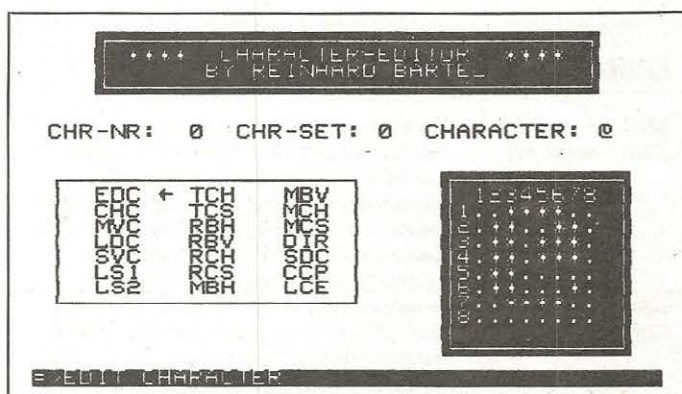 **** CHARACTER-EDITOR ****
BY REINHARD BARTEL
CHR-NR: 0 CHR-SET: 0 CHARACTER: @
EDC ← TCH MBV
CHC TCS MCH
MVC RBH MCS
LDC RBV DIR
SVC RCH SDC
LS1 RCS CCP
LS2 MBH LCE
12345678
1
2
3
4
5
6
7
8
=>EDIT CHARACTER